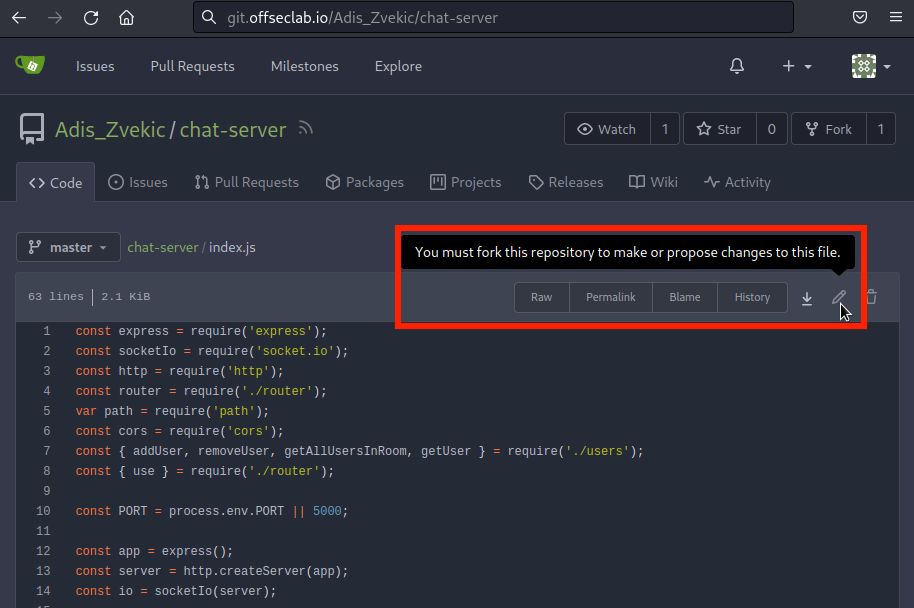 git.offseclab.io/Adis_Zvekic/chat-server
Issues Pull Requests Milestones Explore
Adis_Zvekic / chat-server
Watch 1 Star 0 Fork 1
Code Issues Pull Requests Packages Projects Releases Wiki Activity
master chat-server / index.js
You must fork this repository to make or propose changes to this file.
63 lines | 2.1 KiB
Raw Permalink Blame History
1 const express = require('express');
2 const socketIo = require('socket.io');
3 const http = require('http');
4 const router = require('./router');
5 var path = require('path');
6 const cors = require('cors');
7 const { addUser, removeUser, getAllUsersInRoom, getUser } = require('./users');
8 const { use } = require('./router');
9
10 const PORT = process.env.PORT || 5000;
11
12 const app = express();
13 const server = http.createServer(app);
14 const io = socketIo(server);